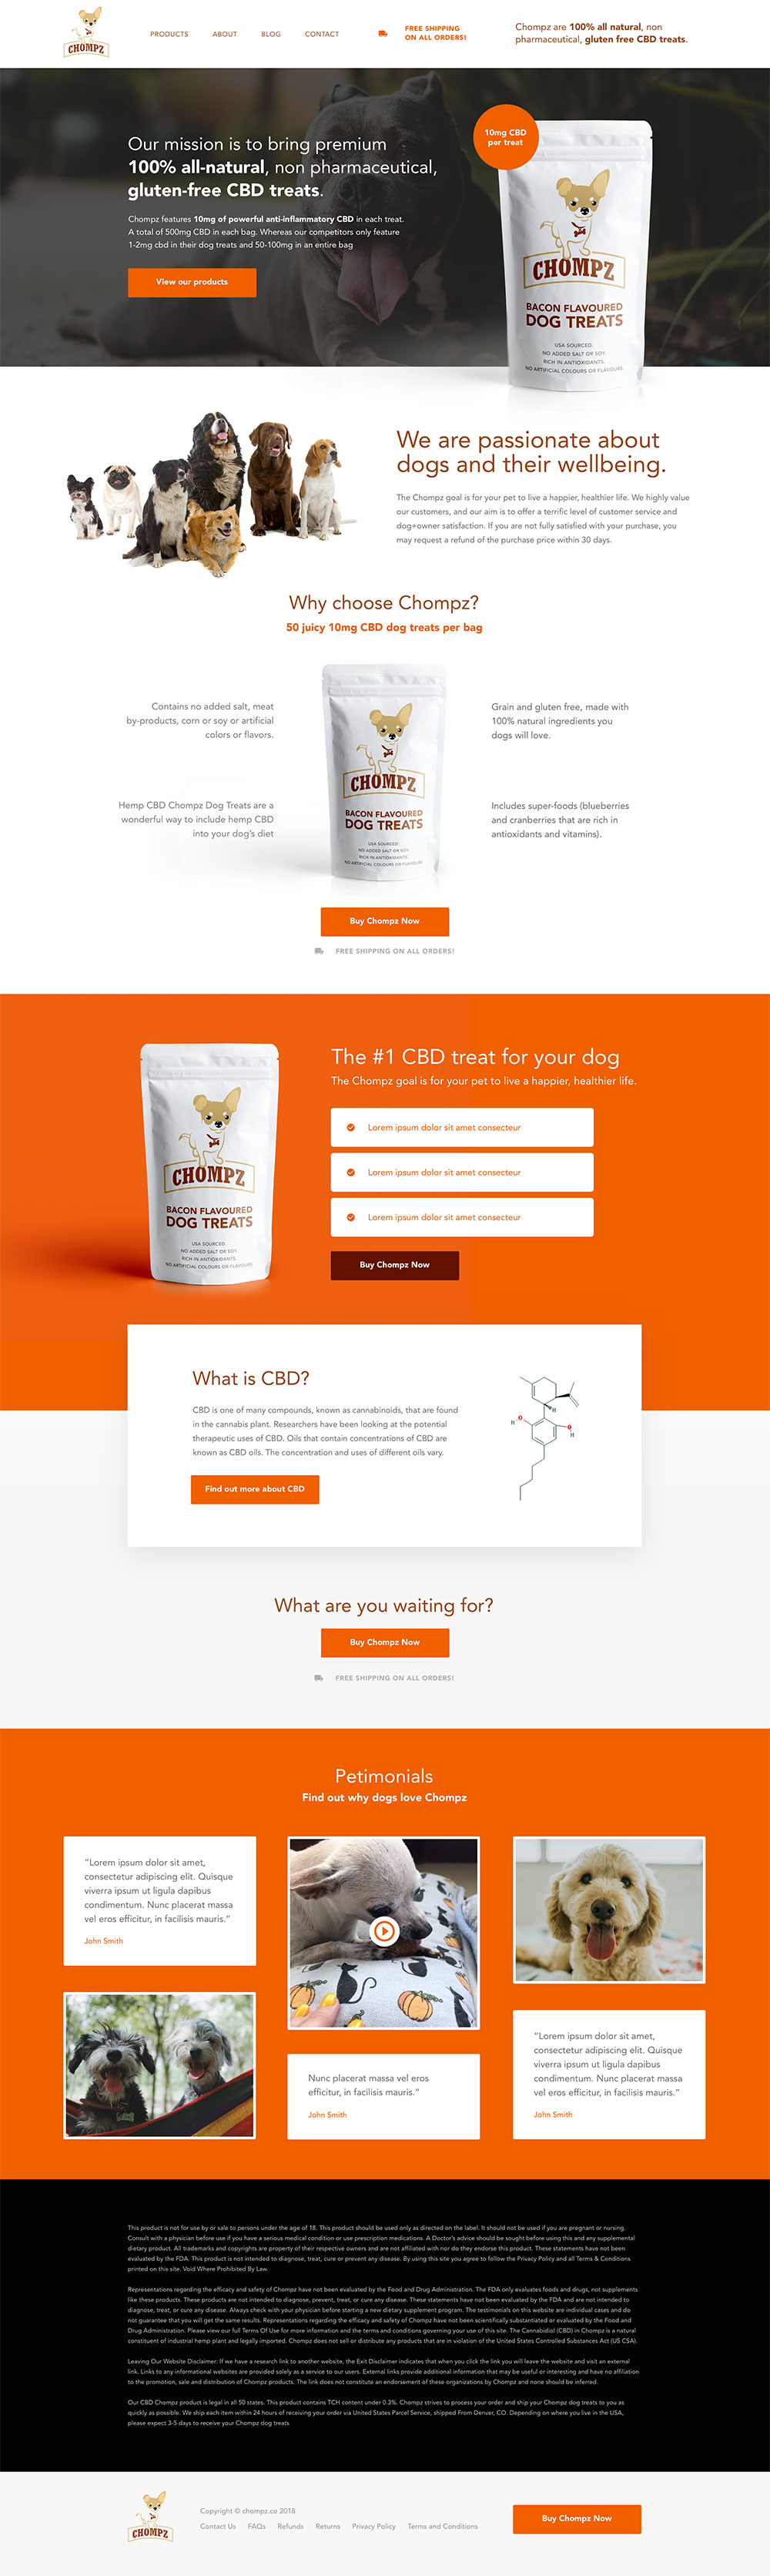 CHOMPZ
PRODUCTS ABOUT BLOG CONTACT
FREE SHIPPING
ON ALL ORDERS!
Chompz are 100% all natural, non
pharmaceutical, gluten free CBD treats.
Our mission is to bring premium
100% all-natural, non pharmaceutical,
gluten-free CBD treats.
Chompz features 10mg of powerful anti-inflammatory CBD in each treat.
A total of 500mg CBD in each bag. Whereas our competitors only feature
1-2mg cbd in their dog treats and 50-100mg in an entire bag
View our products
10mg CBD
per treat
CHOMPZ
BACON FLAVOURED
DOG TREATS
USA SOURCED.
NO ADDED SALT OR SOY.
RICH IN ANTIOXIDANTS.
NO ARTIFICIAL COLOURS OR FLAVOURS.
We are passionate about
dogs and their wellbeing.
The Chompz goal is for your pet to live a happier, healthier life. We highly value
our customers, and our aim is to offer a terrific level of customer service and
dog+owner satisfaction. If you are not fully satisfied with your purchase, you
may request a refund of the purchase price within 30 days.
Why choose Chompz?
50 juicy 10mg CBD dog treats per bag
Contains no added salt, meat
by-products, corn or soy or artificial
colors or flavors.
Hemp CBD Chompz Dog Treats are a
wonderful way to include hemp CBD
into your dog's diet
CHOMPZ
BACON FLAVOURED
DOG TREATS
USA SOURCED.
NO ADDED SALT OR SOY.
RICH IN ANTIOXIDANTS.
NO ARTIFICIAL COLOURS OR FLAVOURS.
Grain and gluten free, made with
100% natural ingredients you
dogs will love.
Includes super-foods (blueberries
and cranberries that are rich in
antioxidants and vitamins).
Buy Chompz Now
FREE SHIPPING ON ALL ORDERS!
CHOMPZ
BACON FLAVOURED
DOG TREATS
USA SOURCED.
NO ADDED SALT OR SOY.
RICH IN ANTIOXIDANTS.
NO ARTIFICIAL COLOURS OR FLAVOURS.
The #1 CBD treat for your dog
The Chompz goal is for your pet to live a happier, healthier life.
Lorem ipsum dolor sit amet consecteur
Lorem ipsum dolor sit amet consecteur
Lorem ipsum dolor sit amet consecteur
Buy Chompz Now
What is CBD?
CBD is one of many compounds, known as cannabinoids, that are found
in the cannabis plant. Researchers have been looking at the potential
therapeutic uses of CBD. Oils that contain concentrations of CBD are
known as CBD oils. The concentration and uses of different oils vary.
Find out more about CBD
H
H O
O
H
What are you waiting for?
Buy Chompz Now
FREE SHIPPING ON ALL ORDERS!
Petimonials
Find out why dogs love Chompz
"Lorem ipsum dolor sit amet,
consectetur adipiscing elit. Quisque
viverra ipsum ut ligula dapibus
condimentum. Nunc placerat massa
vel eros efficitur, in facilisis mauris."
John Smith
Nunc placerat massa vel eros
efficitur, in facilisis mauris."
John Smith
"Lorem ipsum dolor sit amet,
consectetur adipiscing elit. Quisque
viverra ipsum ut ligula dapibus
condimentum. Nunc placerat massa
vel eros efficitur, in facilisis mauris."
John Smith
This product is not for use by or sale to persons under the age of 18. This product should be used only as directed on the label. It should not be used if you are pregnant or nursing.
Consult with a physician before use if you have a serious medical condition or use prescription medications. A Doctor's advice should be sought before using this and any supplemental
dietary product. All trademarks and copyrights are property of their respective owners and are not affiliated with nor do they endorse this product. These statements have not been
evaluated by the FDA. This product is not intended to diagnose, treat, cure or prevent any disease. By using this site you agree to follow the Privacy Policy and all Terms & Conditions
printed on this site. Void Where Prohibited By Law.
Representations regarding the efficacy and safety of Chompz have not been evaluated by the Food and Drug Administration. The FDA only evaluates foods and drugs, not supplements
like these products. These products are not intended to diagnose, prevent, treat, or cure any disease. These statements have not been evaluated by the FDA and are not intended to
diagnose, treat, or cure any disease. Always check with your physician before starting a new dietary supplement program. The testimonials on this website are individual cases and do
not guarantee that you will get the same results. Representations regarding the efficacy and safety of Chompz have not been scientifically substantiated or evaluated by the Food and
Drug Administration. Please view our full Terms Of Use for more information and the terms and conditions governing your use of this site. The Cannabidiol (CBD) in Chompz is a natural
constituent of industrial hemp plant and legally imported. Chompz does not sell or distribute any products that are in violation of the United States Controlled Substances Act (US CSA).
Leaving Our Website Disclaimer: If we have a research link to another website, the Exit Disclaimer indicates that when you click the link you will leave the website and visit an external
link. Links to any informational websites are provided solely as a service to our users. External links provide additional information that may be useful or interesting and have no affiliation
to the promotion, sale and distribution of Chompz products. The link does not constitute an endorsement of these organizations by Chompz and none should be inferred.
Our CBD Chompz product is legal in all 50 states. This product contains TCH content under 0.3%. Chompz strives to process your order and ship your Chompz dog treats to you as
quickly as possible. We ship each item within 24 hours of receiving your order via United States Parcel Service, shipped From Denver, CO. Depending on where you live in the USA,
please expect 3-5 days to receive your Chompz dog treats
CHOMPZ
Copyright © chompz.co 2018
Contact Us FAQs Refunds Returns Privacy Policy Terms and Conditions
Buy Chompz Now